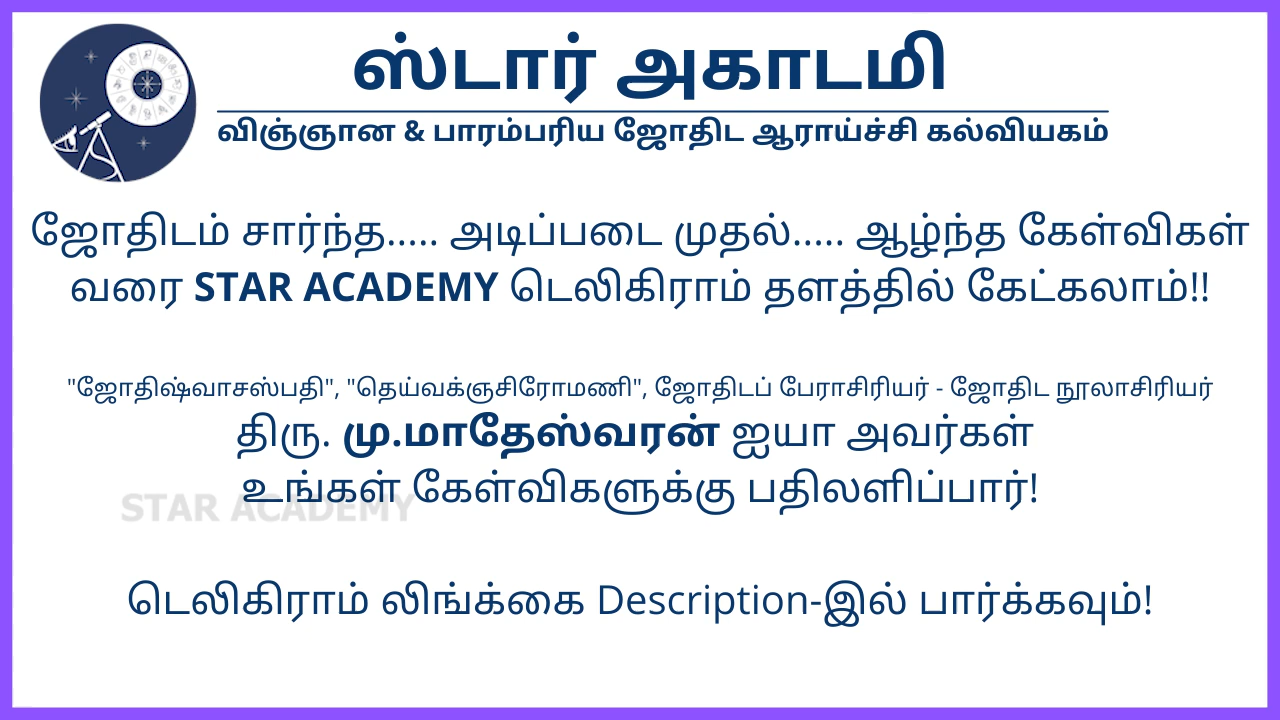 ஸ்டார் அகாடமி
விஞ்ஞான & பாரம்பரிய ஜோதிட ஆராய்ச்சி கல்வியகம்
ஜோதிடம் சார்ந்த..... அடிப்படை முதல்..... ஆழ்ந்த கேள்விகள்
வரை STAR ACADEMY டெலிகிராம் தளத்தில் கேட்கலாம்!!
"ஜோதிஷ்வாசஸ்பதி", "தெய்வக்ஞசிரோமணி", ஜோதிடப் பேராசிரியர் - ஜோதிட நூலாசிரியர்
திரு. மு.மாதேஸ்வரன் ஐயா அவர்கள்
உங்கள் கேள்விகளுக்கு பதிலளிப்பார்!
STAR ACADEMY
டெலிகிராம் லிங்க்கை Description-இல் பார்க்கவும்!